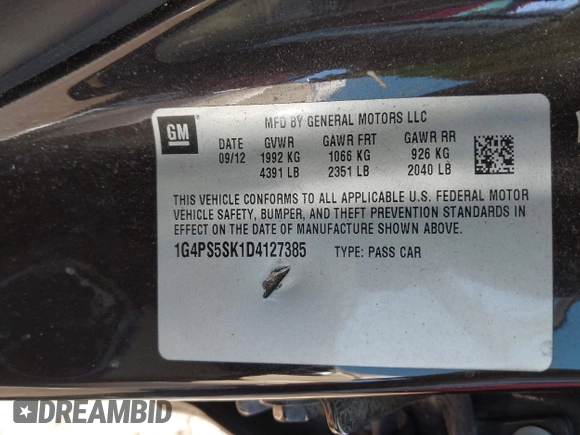 MFD BY GENERAL MOTORS LLC
GM
DATE GVWR GAWR FRT GAWR RR
09/12 1992 KG 1066 KG 926 KG
4391 LB 2351 LB 2040 LB
THIS VEHICLE CONFORMS TO ALL APPLICABLE U.S. FEDERAL MOTOR
VEHICLE SAFETY, BUMPER, AND THEFT PREVENTION STANDARDS
IN EFFECT ON THE DATE OF MANUFACTURE SHOWN ABOVE.
1G4PS5SK1D4127385 TYPE: PASS CAR
DREAMBID